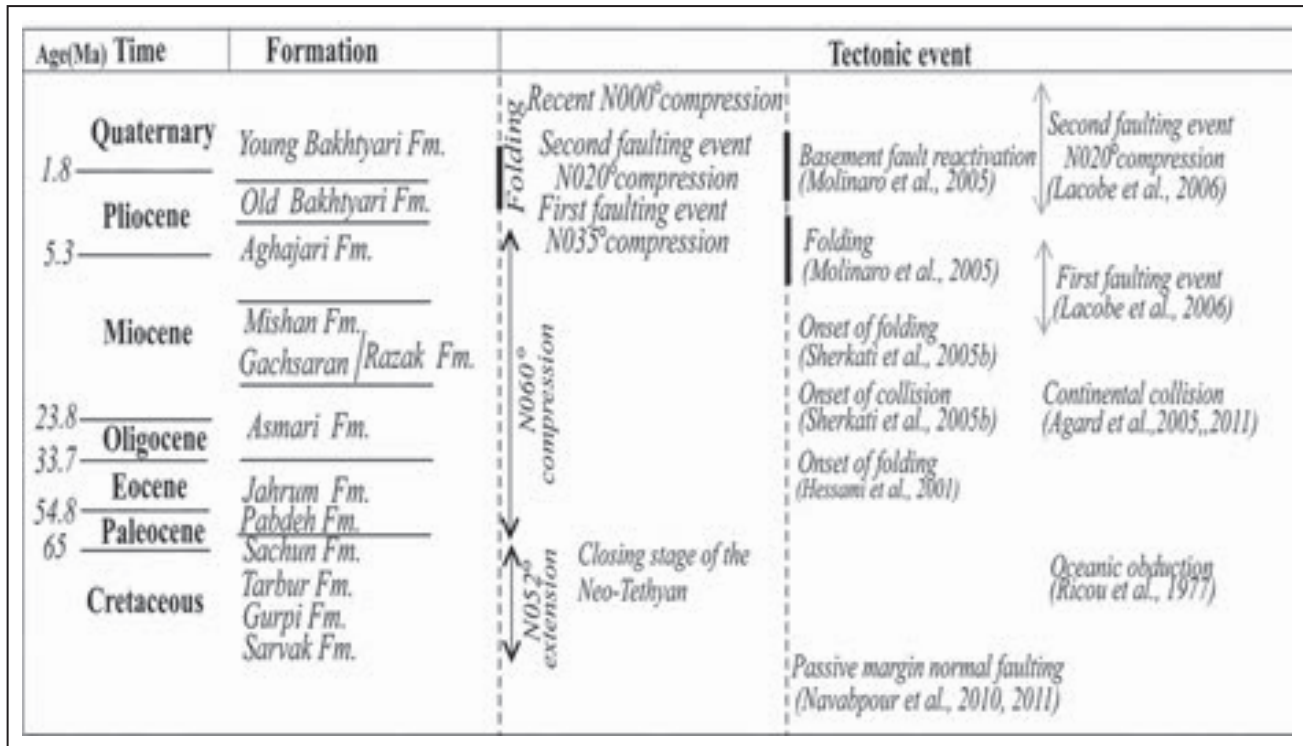 Age(Ma) Time Formation Tectonic event
Quaternary
1.8
Pliocene
5.3
Miocene
23.8
Oligocene
33.7
Eocene
54.8
Paleocene
65
Cretaceous
Young Bakhtyari Fm.
Old Bakhtyari Fm.
Aghajari Fm.
Mishan Fm.
Gachsaran /Razak Fm.
Asmari Fm.
Jahrum Fm.
Pabdeh Fm.
Sachun Fm.
Tarbur Fm.
Gurpi Fm.
Sarvak Fm.
Folding
N060°
compression
N052°
extension
Recent N000°compression
Second faulting event
N020°compression
First faulting event
N035°compression
Closing stage of the
Neo-Tethyan
Basement fault reactivation
(Molinaro et al., 2005)
Folding
(Molinaro et al., 2005)
Onset of folding
(Sherkati et al., 2005b)
Onset of collision
(Sherkati et al., 2005b)
Onset of folding
(Hessami et al., 2001)
Passive margin normal faulting
(Navabpour et al., 2010, 2011)
Second faulting event
N020°compression
(Lacobe et al., 2006)
First faulting event
(Lacobe et al., 2006)
Continental collision
(Agard et al.,2005,,2011)
Oceanic obduction
(Ricou et al., 1977)